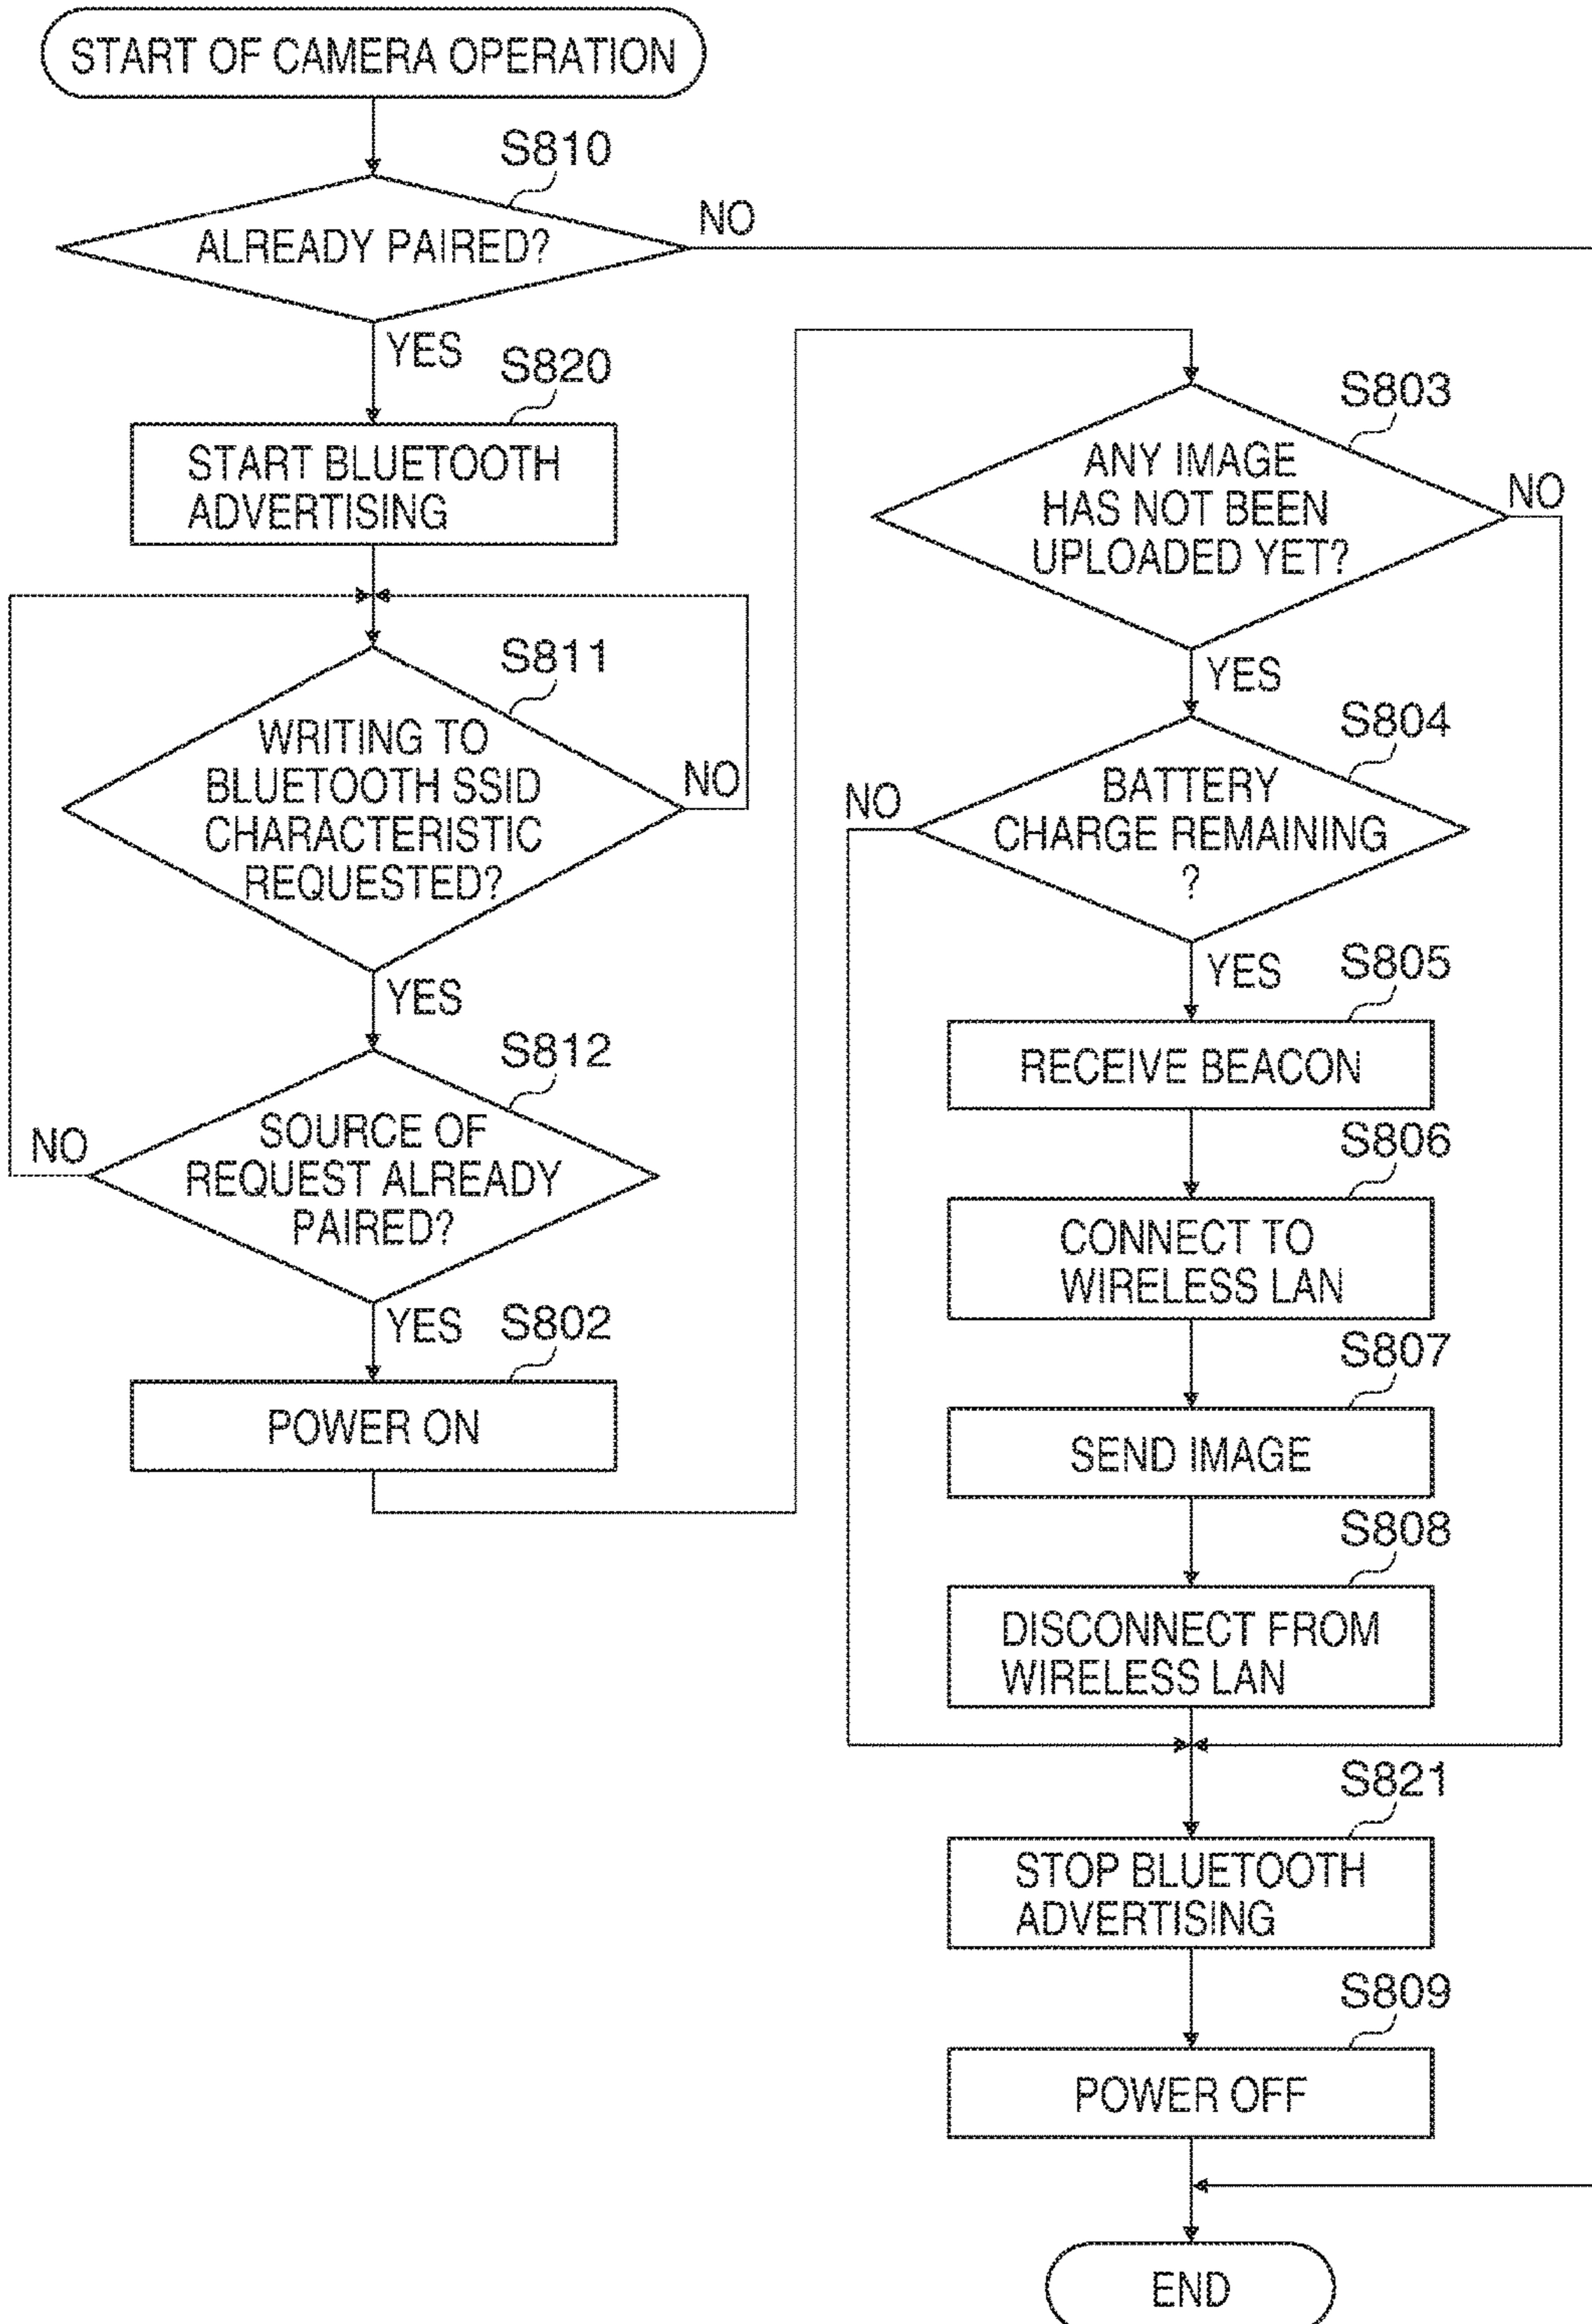 START OF CAMERA OPERATION
S810
ALREADY PAIRED?
NO
YES
S820
START BLUETOOTH
ADVERTISING
S811
WRITING TO
BLUETOOTH SSID
CHARACTERISTIC
REQUESTED?
NO
YES
S812
SOURCE OF
REQUEST ALREADY
PAIRED?
NO
YES
S802
POWER ON
S803
ANY IMAGE
HAS NOT BEEN
UPLOADED YET?
NO
YES
S804
BATTERY
CHARGE REMAINING
?
NO
YES
S805
RECEIVE BEACON
S806
CONNECT TO
WIRELESS LAN
S807
SEND IMAGE
S808
DISCONNECT FROM
WIRELESS LAN
S821
STOP BLUETOOTH
ADVERTISING
S809
POWER OFF
END